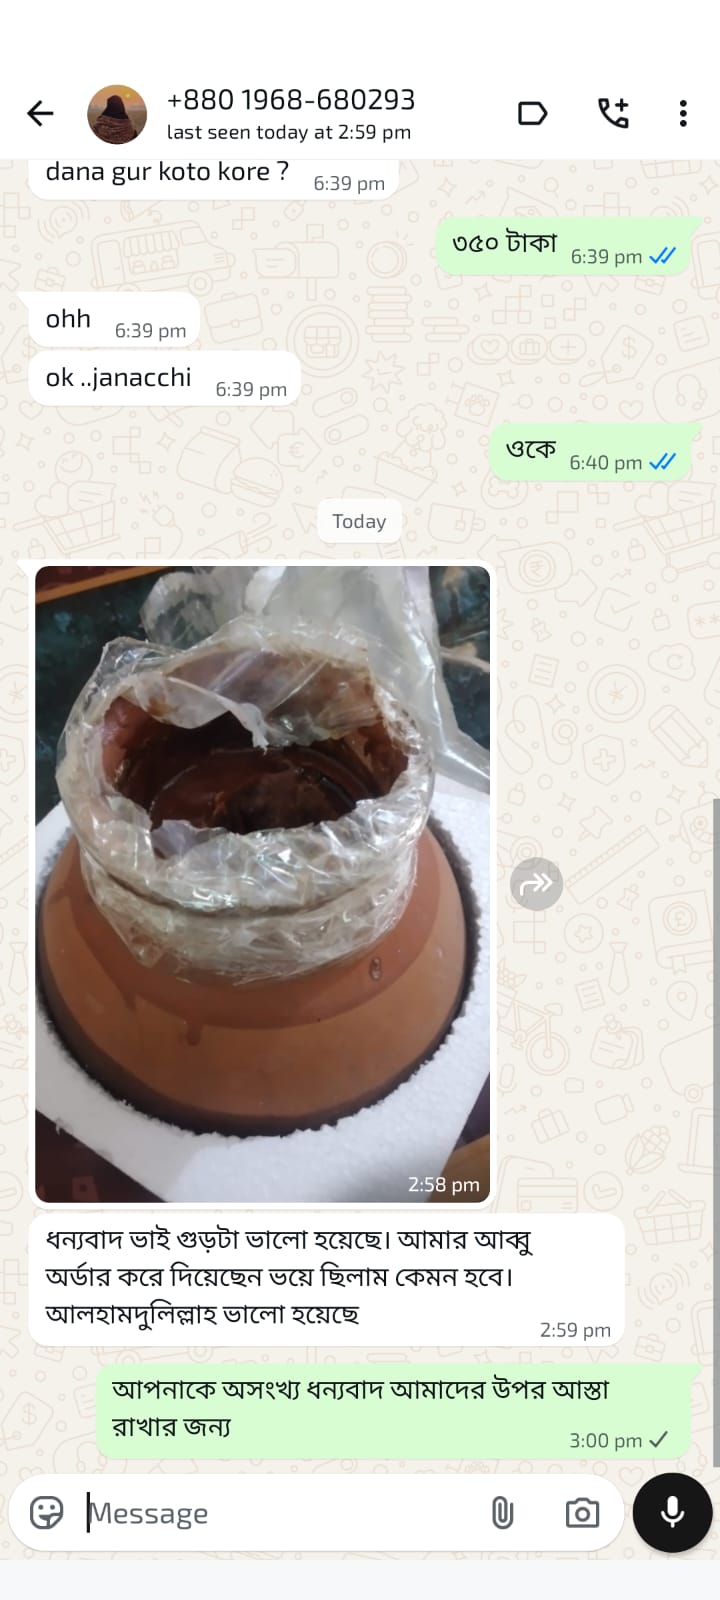 +880 1968-680293
last seen today at 2:59 pm
dana gur koto kore ?
6:39 pm
৩৫০ টাকা
6:39 pm
ohh
6:39 pm
ok ..janacchi
6:39 pm
ওকে
6:40 pm
Today
2:58 pm
ধন্যবাদ ভাই গুড়টা ভালো হয়েছে। আমার আব্বু
অর্ডার করে দিয়েছেন ভয়ে ছিলাম কেমন হবে।
আলহামদুলিল্লাহ ভালো হয়েছে
2:59 pm
আপনাকে অসংখ্য ধন্যবাদ আমাদের উপর আস্তা
রাখার জন্য
3:00 pm
Message